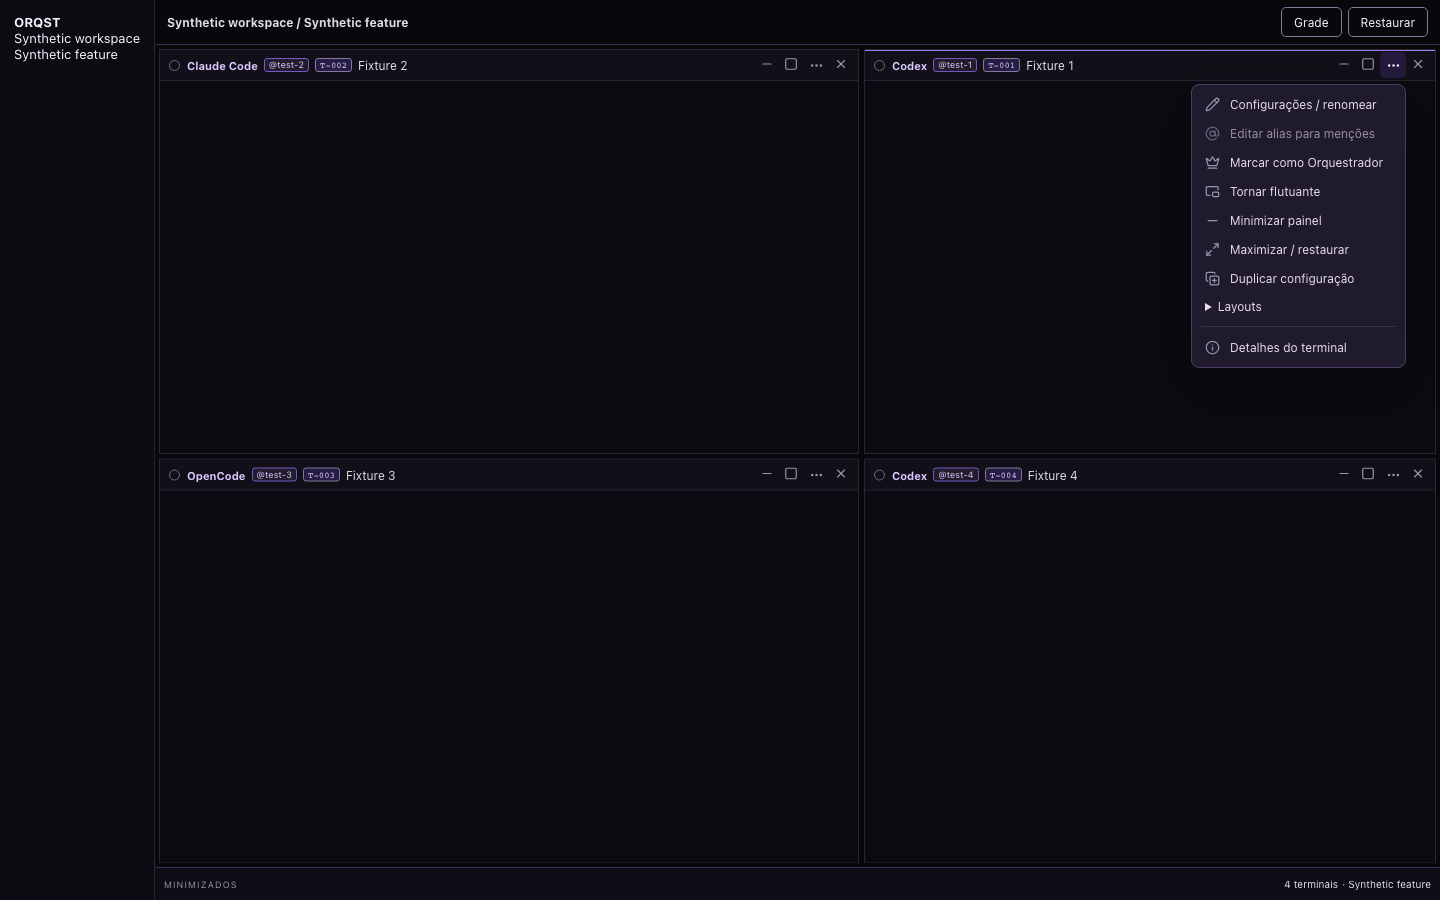 ORQST
Synthetic workspace
Synthetic feature
Synthetic workspace / Synthetic feature
Grade
Restaurar
Claude Code @test-2 T-002 Fixture 2
Codex @test-1 T-001 Fixture 1
Configurações / renomear
Editar alias para menções
Marcar como Orquestrador
Tornar flutuante
Minimizar painel
Maximizar / restaurar
Duplicar configuração
Layouts
Detalhes do terminal
OpenCode @test-3 T-003 Fixture 3
Codex @test-4 T-004 Fixture 4
MINIMIZADOS
4 terminais · Synthetic feature